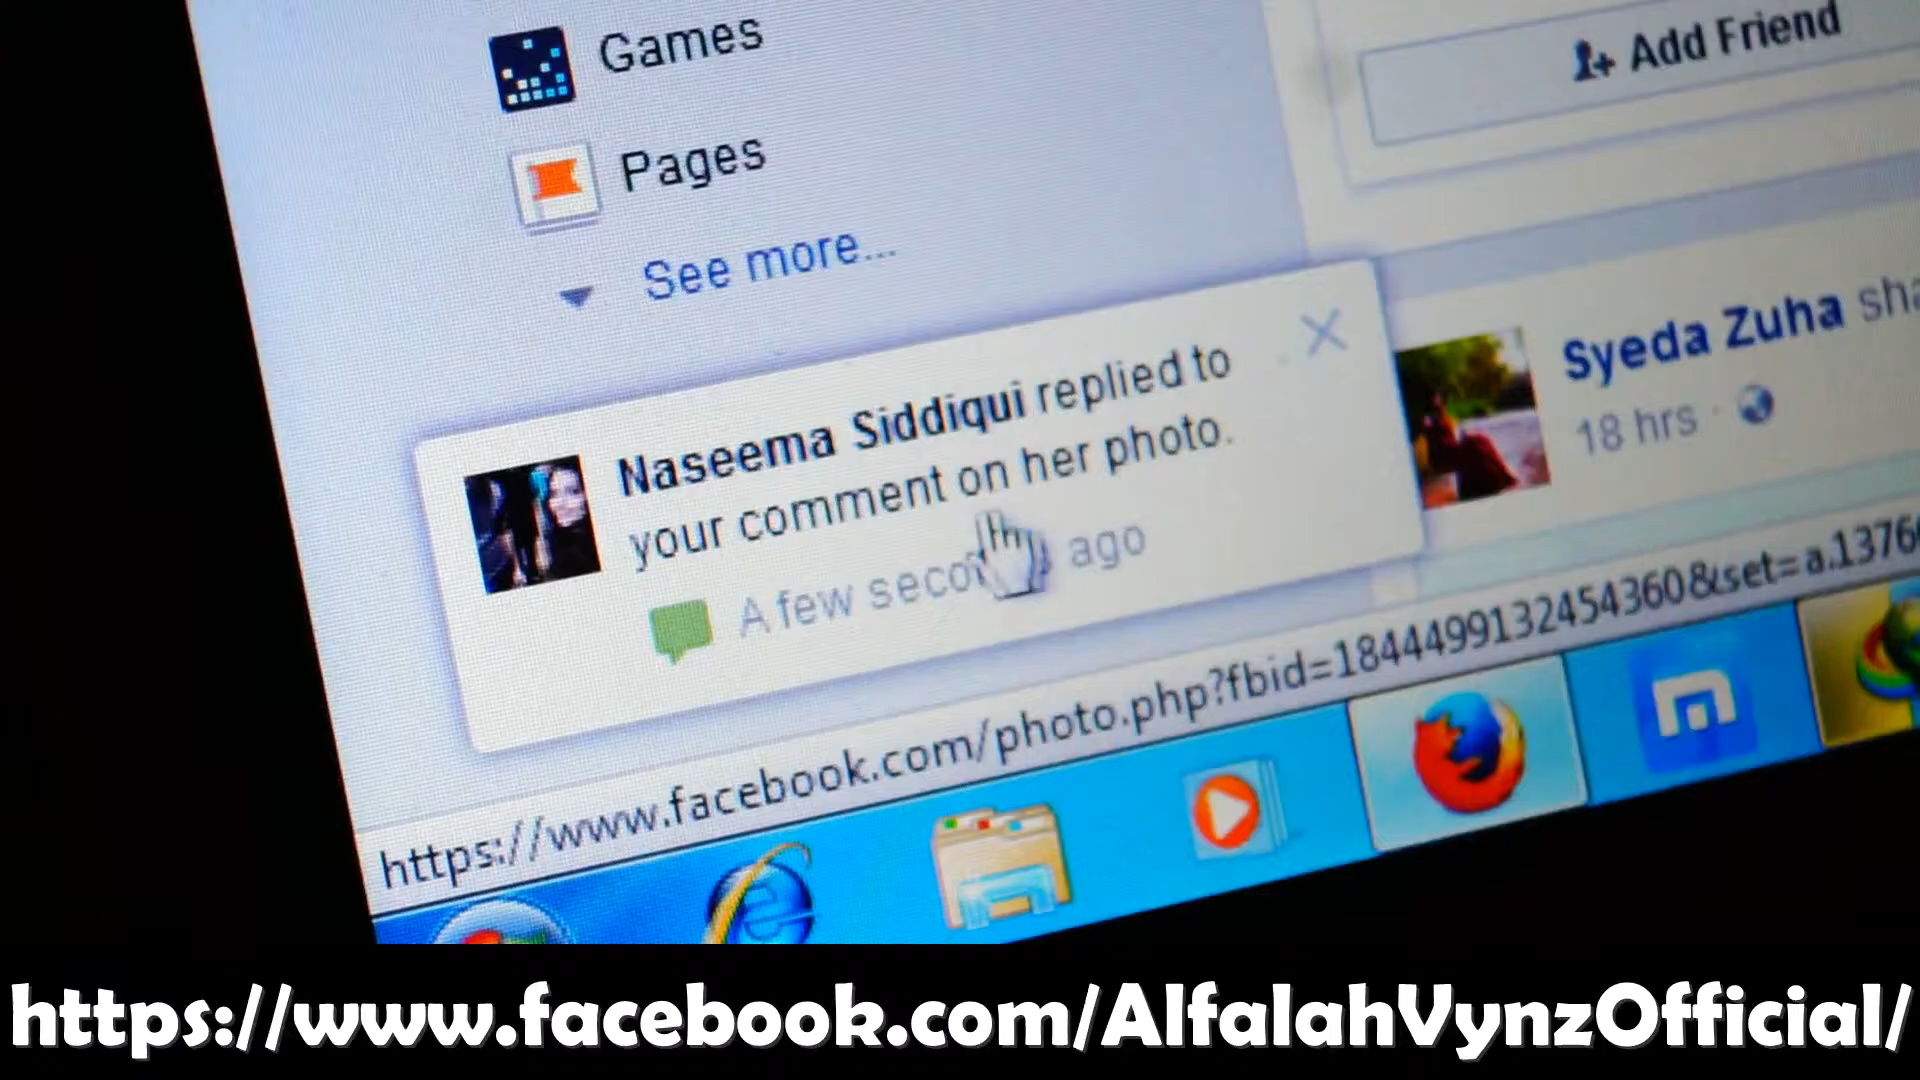 Games
Add Friend
Pages
See more...
Naseema Siddiqui replied to
your comment on her photo.
A few ago
Syeda Zuha
18 hrs
https://www.facebook.com/photo.php?fbid=1844499132454360&set=a.1376
https://www.facebook.com/AlfalahVynzOfficial/